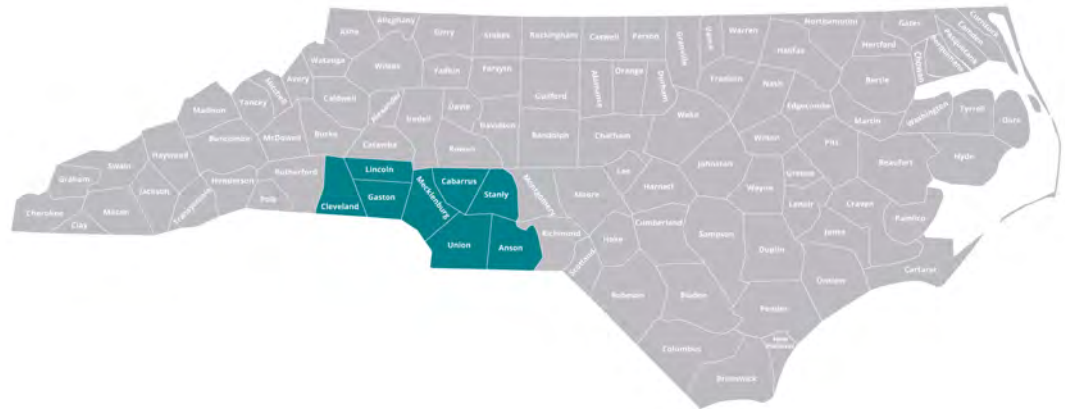 Alleghany
Ashe
Surry
Stokes
Rockingham
Caswell
Person
Granville
Vance
Warren
Northampton
Gates
Currituck
Camden
Pasquotank
Perquimans
Chowan
Halifax
Hertford
Watauga
Wilkes
Yadkin
Forsyth
Guilford
Alamance
Orange
Durham
Franklin
Nash
Bertie
Avery
Mitchell
Caldwell
Alexander
Iredell
Davie
Davidson
Edgecombe
Martin
Washington
Tyrrell
Dare
Madison
Yancey
Buncombe
McDowell
Burke
Catawba
Rowan
Randolph
Chatham
Wake
Wilson
Pitt
Beaufort
Hyde
Haywood
Swain
Graham
Jackson
Henderson
Rutherford
Polk
Transylvania
Macon
Cherokee
Clay
Cleveland
Lincoln
Gaston
Mecklenburg
Cabarrus
Stanly
Union
Anson
Montgomery
Moore
Lee
Harnett
Johnston
Wayne
Greene
Lenoir
Craven
Pamlico
Jones
Carteret
Richmond
Scotland
Hoke
Cumberland
Sampson
Duplin
Onslow
Robeson
Bladen
Pender
New Hanover
Columbus
Brunswick